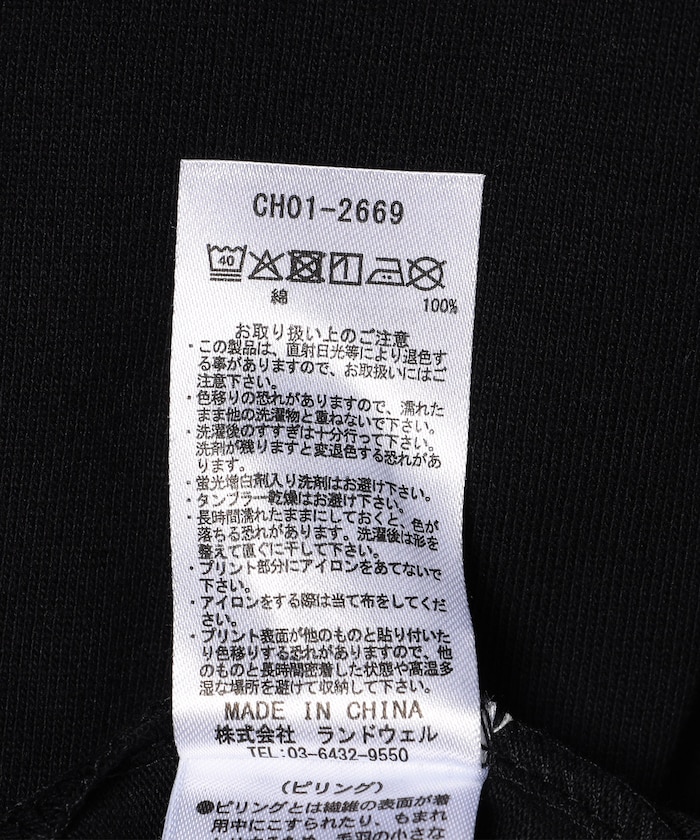 CH01-2669
40
綿 100%
お取り扱い上のご注意
・この製品は、直射日光等により退色す
る事がありますので、お取扱いにはご
注意下さい。
・色移りの恐れがありますので、濡れた
まま他の洗濯物と重ねないで下さい。
・洗濯後のすすぎは十分行って下さい。
洗剤が残りますと変退色する恐れがあ
ります。
・蛍光増白剤入り洗剤はお避け下さい。
・タンブラー乾燥はお避け下さい。
・長時間濡れたままにしておくと、色が
落ちる恐れがあります。洗濯後は形を
整えて直ぐに干して下さい。
・プリント部分にアイロンをあてないで
下さい。
・アイロンをする際は当て布をしてくだ
さい。
・プリント表面が他のものと貼り付いた
り色移りする恐れがありますので、他
のものと長時間密着した状態や高温多
湿な場所を避けて収納して下さい。
MADE IN CHINA
株式会社 ランドウェル
TEL:03-6432-9550
(ピリング)
●ピリングとは繊維の表面が着
用中にこすられたり、もまれ